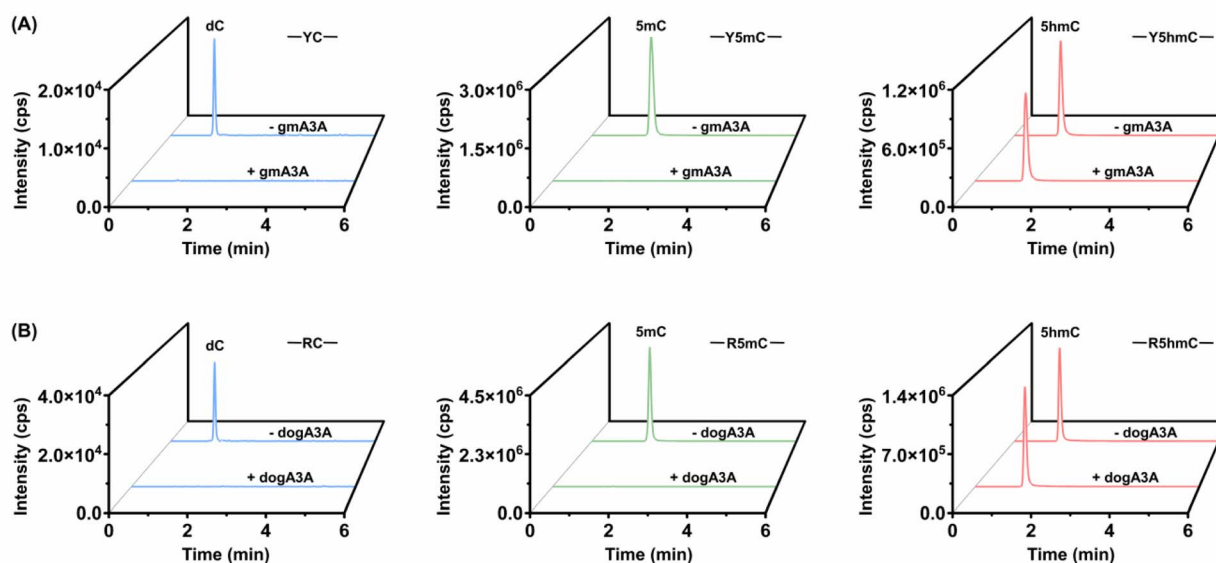 (A)
dC
—YC—
2.0×10⁴
1.0×10⁴
0.0
Intensity (cps)
- gmA3A
+ gmA3A
0 2 4 6
Time (min)
5mC
—Y5mC—
3.0×10⁶
1.5×10⁶
0.0
Intensity (cps)
- gmA3A
+ gmA3A
0 2 4 6
Time (min)
5hmC
—Y5hmC—
1.2×10⁶
6.0×10⁵
0.0
Intensity (cps)
- gmA3A
+ gmA3A
0 2 4 6
Time (min)
(B)
dC
—RC—
4.0×10⁴
2.0×10⁴
0.0
Intensity (cps)
- dogA3A
+ dogA3A
0 2 4 6
Time (min)
5mC
—R5mC—
4.5×10⁶
2.3×10⁶
0.0
Intensity (cps)
- dogA3A
+ dogA3A
0 2 4 6
Time (min)
5hmC
—R5hmC—
1.4×10⁶
7.0×10⁵
0.0
Intensity (cps)
- dogA3A
+ dogA3A
0 2 4 6
Time (min)